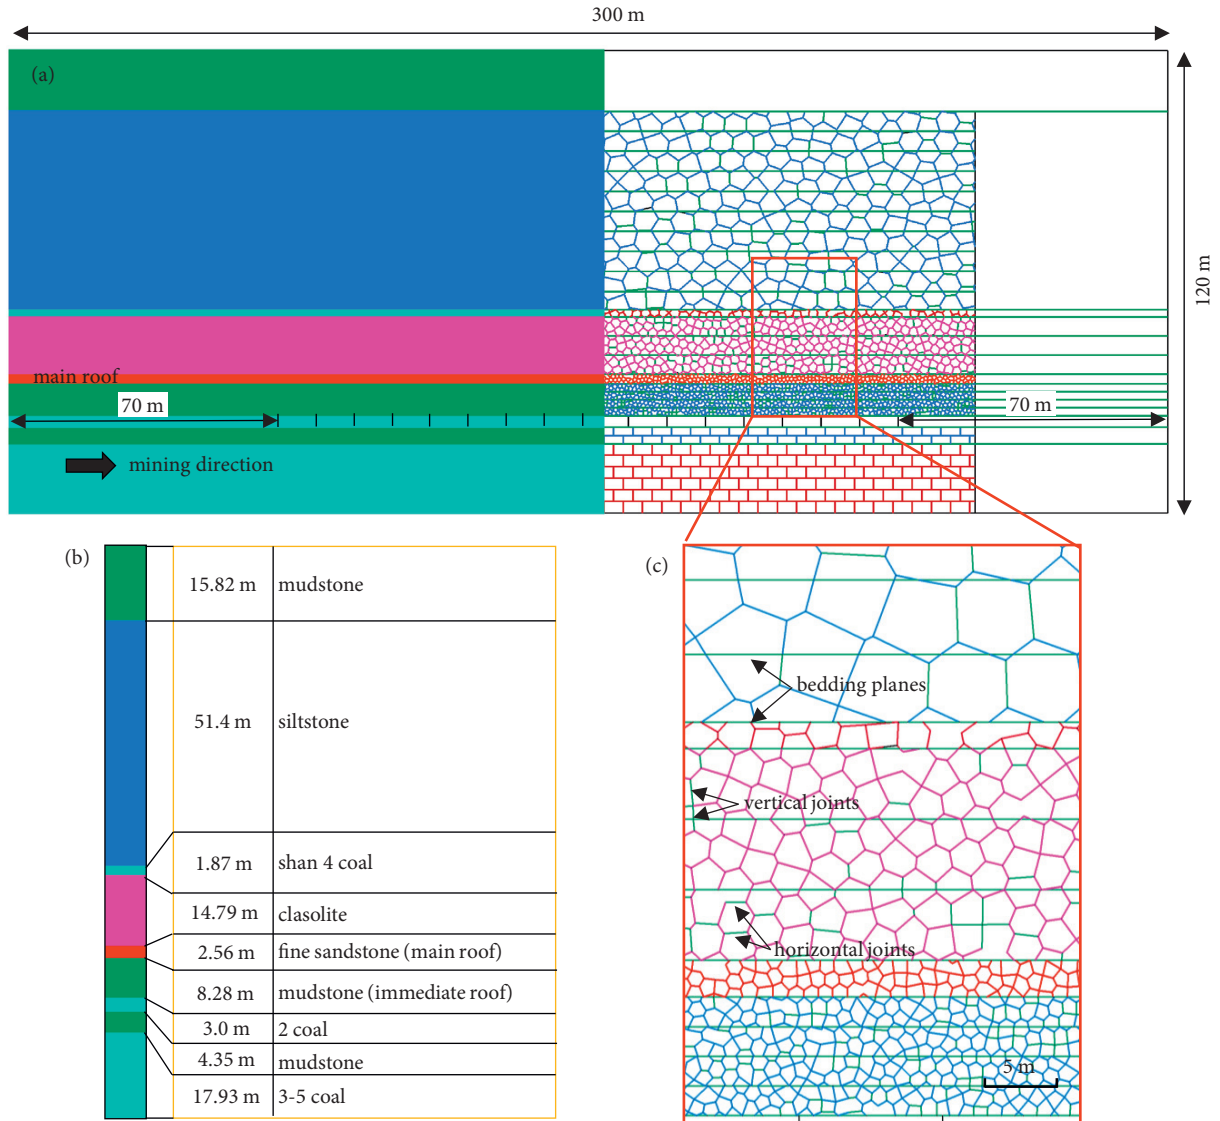 300 m
(a)
120 m
main roof
70 m
70 m
mining direction
(b)
15.82 m mudstone
51.4 m siltstone
1.87 m shan 4 coal
14.79 m clasolite
2.56 m fine sandstone (main roof)
8.28 m mudstone (immediate roof)
3.0 m 2 coal
4.35 m mudstone
17.93 m 3-5 coal
(c)
bedding planes
vertical joints
horizontal joints
5 m